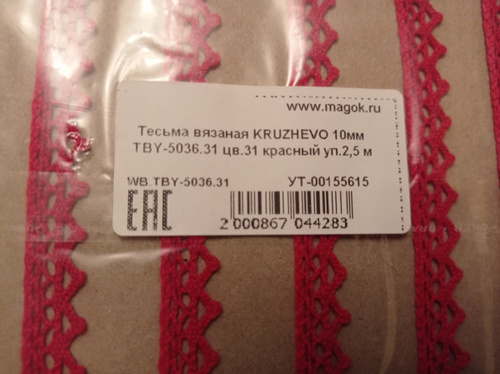 www.magok.ru
Тесьма вязаная KRUZHEVO 10мм
TBY-5036.31 цв.31 красный уп.2,5 м
WB.TBY-5036.31 УТ-00155615
EAC
2 000867 044283